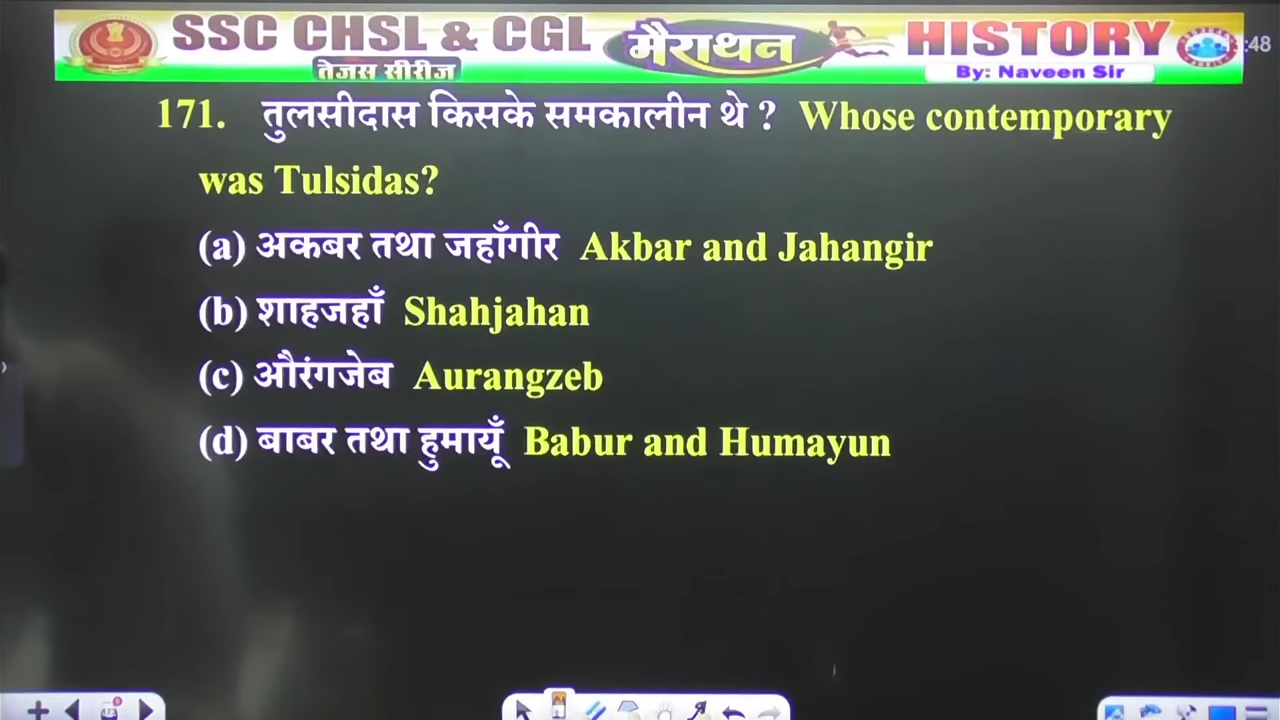 SSC CHSL & CGL मैराथन HISTORY
तेजस सीरीज By: Naveen Sir
:48
171. तुलसीदास किसके समकालीन थे ? Whose contemporary
was Tulsidas?
(a) अकबर तथा जहाँगीर Akbar and Jahangir
(b) शाहजहाँ Shahjahan
(c) औरंगजेब Aurangzeb
(d) बाबर तथा हुमायूँ Babur and Humayun